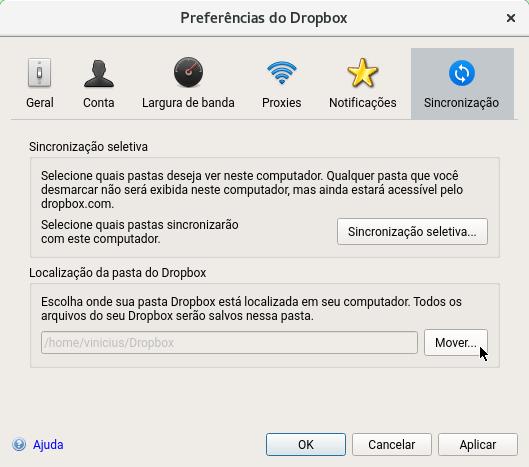 Preferências do Dropbox
Geral
Conta
Largura de banda
Proxies
Notificações
Sincronização
Sincronização seletiva
Selecione quais pastas deseja ver neste computador. Qualquer pasta que você
desmarcar não será exibida neste computador, mas ainda estará acessível pelo
dropbox.com.
Selecione quais pastas sincronizarão
com este computador.
Sincronização seletiva...
Localização da pasta do Dropbox
Escolha onde sua pasta Dropbox está localizada em seu computador. Todos os
arquivos do seu Dropbox serão salvos nessa pasta.
/home/vinicius/Dropbox
Mover...
Ajuda
OK
Cancelar
Aplicar